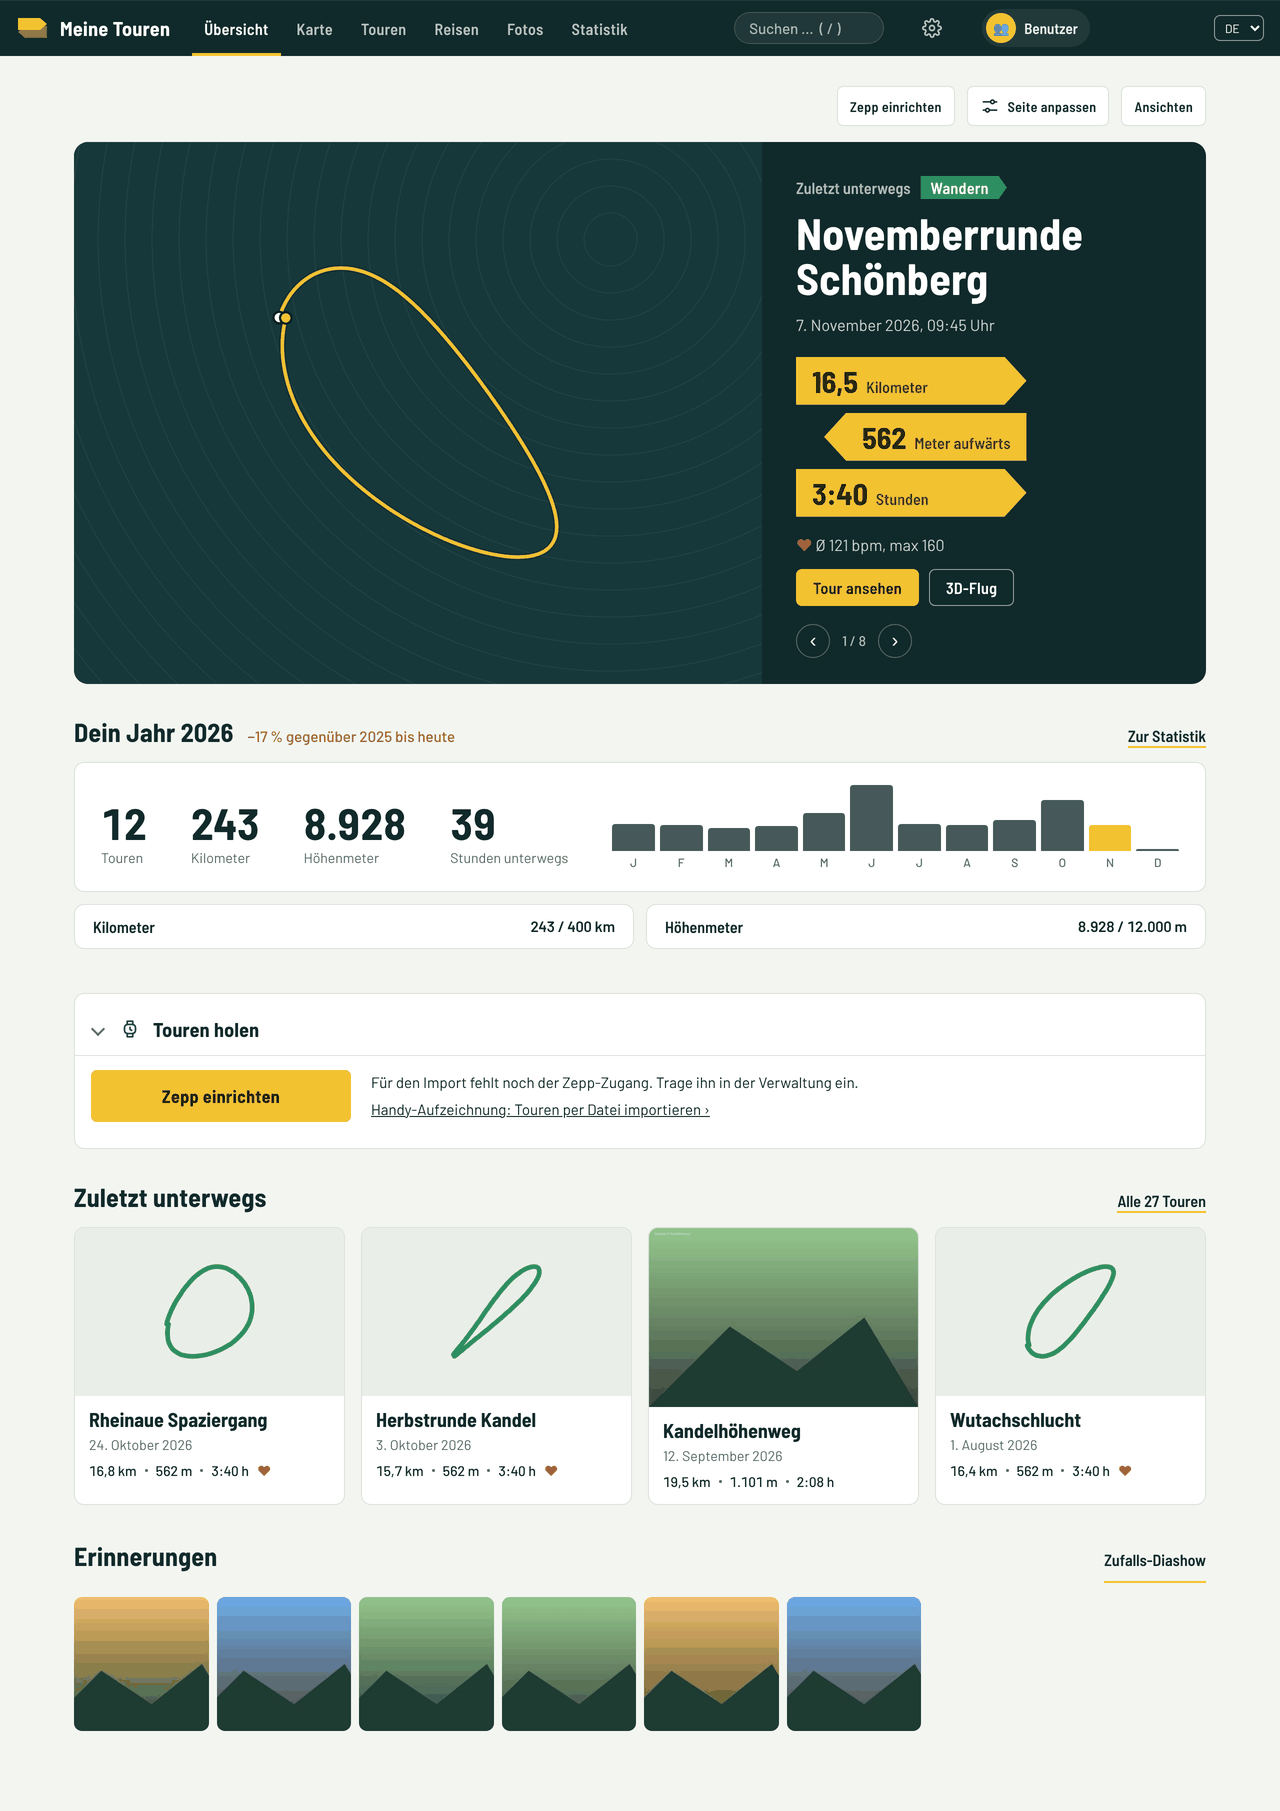 Meine Touren
Übersicht
Karte
Touren
Reisen
Fotos
Statistik
Suchen … ( / )
Benutzer
DE
Zepp einrichten
Seite anpassen
Ansichten
Zuletzt unterwegs
Wandern
Novemberrunde
Schönberg
7. November 2026, 09:45 Uhr
16,5 Kilometer
562 Meter aufwärts
3:40 Stunden
Ø 121 bpm, max 160
Tour ansehen
3D-Flug
‹ 1 / 8 ›
Dein Jahr 2026
−17 % gegenüber 2025 bis heute
Zur Statistik
12
Touren
243
Kilometer
8.928
Höhenmeter
39
Stunden unterwegs
J F M A M J J A S O N D
Kilometer
243 / 400 km
Höhenmeter
8.928 / 12.000 m
Touren holen
Zepp einrichten
Für den Import fehlt noch der Zepp-Zugang. Trage ihn in der Verwaltung ein.
Handy-Aufzeichnung: Touren per Datei importieren ›
Zuletzt unterwegs
Alle 27 Touren
Rheinaue Spaziergang
24. Oktober 2026
16,8 km • 562 m • 3:40 h
Herbstrunde Kandel
3. Oktober 2026
15,7 km • 562 m • 3:40 h
Kandelhöhenweg
12. September 2026
19,5 km • 1.101 m • 2:08 h
Wutachschlucht
1. August 2026
16,4 km • 562 m • 3:40 h
Erinnerungen
Zufalls-Diashow